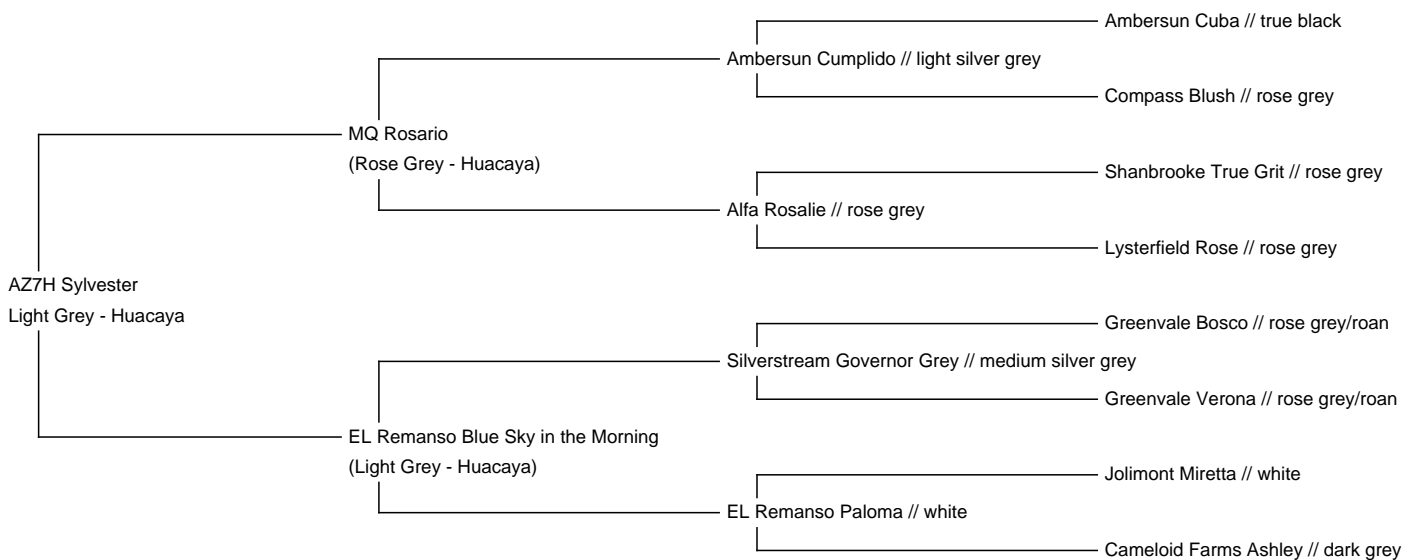 Ambersun Cuba // true black
Ambersun Cumplido // light silver grey
Compass Blush // rose grey
MQ Rosario
(Rose Grey - Huacaya)
Shanbrooke True Grit // rose grey
Alfa Rosalie // rose grey
Lysterfield Rose // rose grey
AZ7H Sylvester
Light Grey - Huacaya
Greenvale Bosco // rose grey/roan
Silverstream Governor Grey // medium silver grey
Greenvale Verona // rose grey/roan
EL Remanso Blue Sky in the Morning
(Light Grey - Huacaya)
Jolimont Miretta // white
EL Remanso Paloma // white
Cameloid Farms Ashley // dark grey